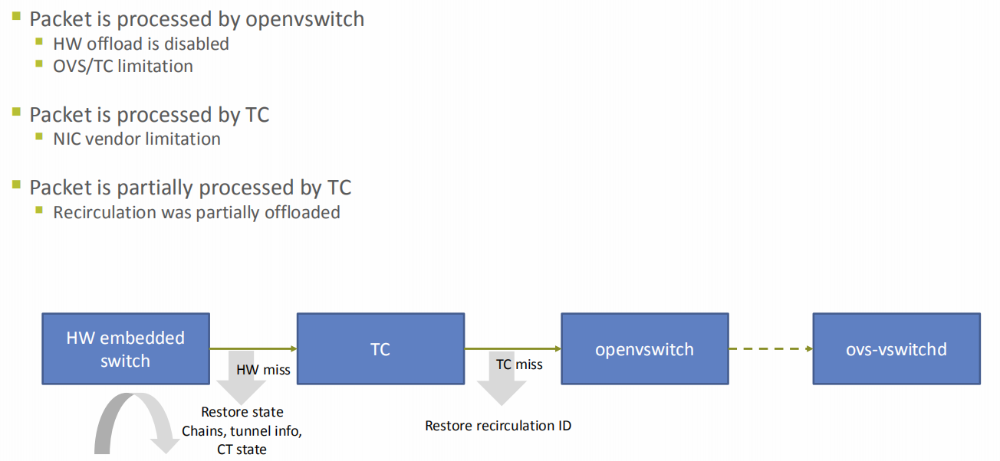 Packet is processed by openvswitch
HW offload is disabled
OVS/TC limitation
Packet is processed by TC
NIC vendor limitation
Packet is partially processed by TC
Recirculation was partially offloaded
HW embedded
switch
HW miss
TC
TC miss
openvswitch
ovs-vswitchd
Restore state
Chains, tunnel info,
CT state
Restore recirculation ID